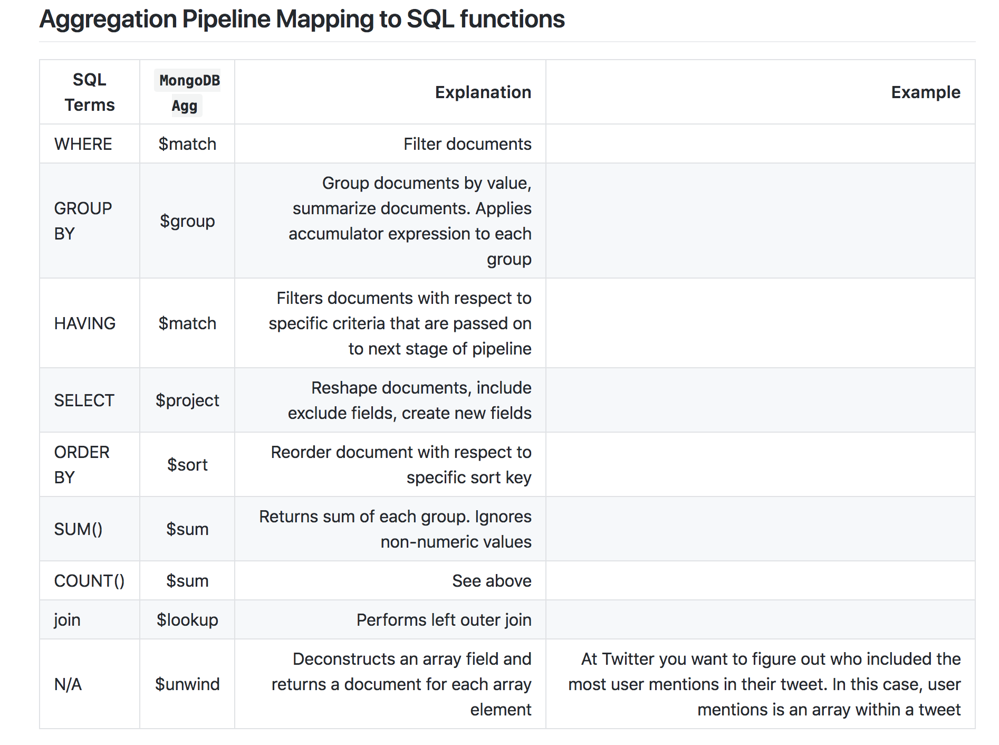 Aggregation Pipeline Mapping to SQL functions
SQL
Terms
MongoDB
Agg
Explanation
Example
WHERE
$match
Filter documents
GROUP
BY
$group
Group documents by value,
summarize documents. Applies
accumulator expression to each
group
HAVING
$match
Filters documents with respect to
specific criteria that are passed on
to next stage of pipeline
SELECT
$project
Reshape documents, include
exclude fields, create new fields
ORDER
BY
$sort
Reorder document with respect to
specific sort key
SUM()
$sum
Returns sum of each group. Ignores
non-numeric values
COUNT()
$sum
See above
join
$lookup
Performs left outer join
N/A
$unwind
Deconstructs an array field and
returns a document for each array
element
At Twitter you want to figure out who included the
most user mentions in their tweet. In this case, user
mentions is an array within a tweet